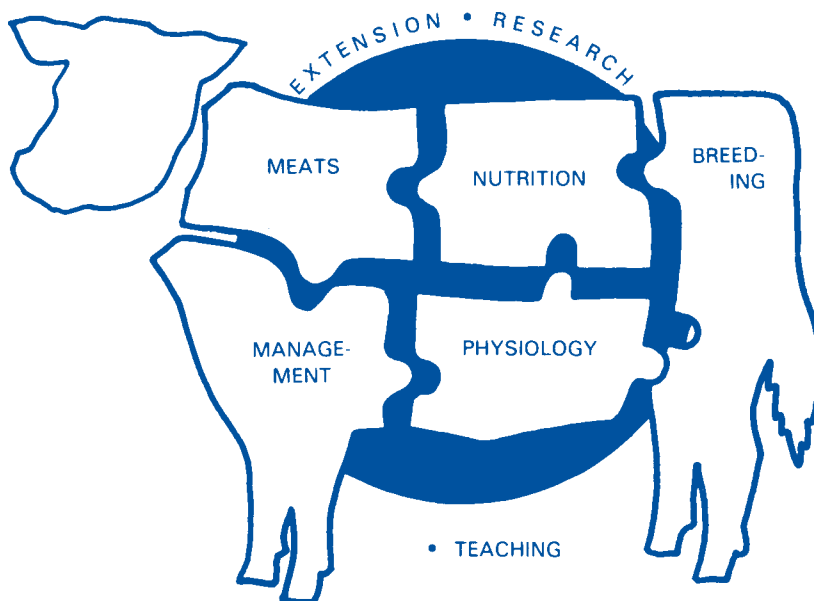 EXTENSION • RESEARCH
MEATS
NUTRITION
BREED-
ING
MANAGE-
MENT
PHYSIOLOGY
• TEACHING